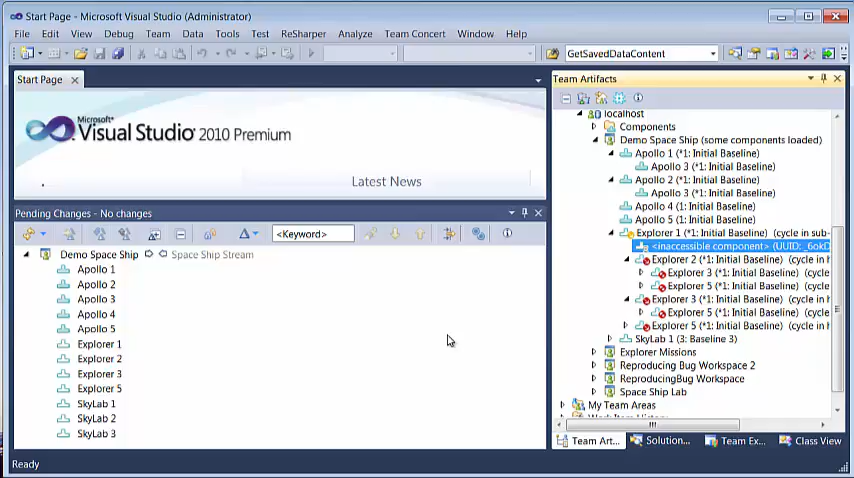 Start Page - Microsoft Visual Studio (Administrator)
File Edit View Debug Team Data Tools Test ReSharper Analyze Team Concert Window Help
GetSavedDataContent
Start Page
Microsoft
Visual Studio 2010 Premium
Latest News
Pending Changes - No changes
<Keyword>
Demo Space Ship Space Ship Stream
Apollo 1
Apollo 2
Apollo 3
Apollo 4
Apollo 5
Explorer 1
Explorer 2
Explorer 3
Explorer 5
SkyLab 1
SkyLab 2
SkyLab 3
Team Artifacts
localhost
Components
Demo Space Ship (some components loaded)
Apollo 1 (*1: Initial Baseline)
Apollo 3 (*1: Initial Baseline)
Apollo 2 (*1: Initial Baseline)
Apollo 3 (*1: Initial Baseline)
Apollo 4 (*1: Initial Baseline)
Apollo 5 (*1: Initial Baseline)
Explorer 1 (*1: Initial Baseline) (cycle in sub-
<inaccessible component> (UUID:_6okD
Explorer 2 (*1: Initial Baseline) (cycle in h
Explorer 3 (*1: Initial Baseline) (cycle
Explorer 5 (*1: Initial Baseline) (cycle
Explorer 3 (*1: Initial Baseline) (cycle in h
Explorer 5 (*1: Initial Baseline) (cycle
Explorer 5 (*1: Initial Baseline) (cycle in h
SkyLab 1 (3: Baseline 3)
Explorer Missions
Reproducing Bug Workspace 2
ReproducingBug Workspace
Space Ship Lab
My Team Areas
Team Art... Solution... Team Ex... Class View
Ready